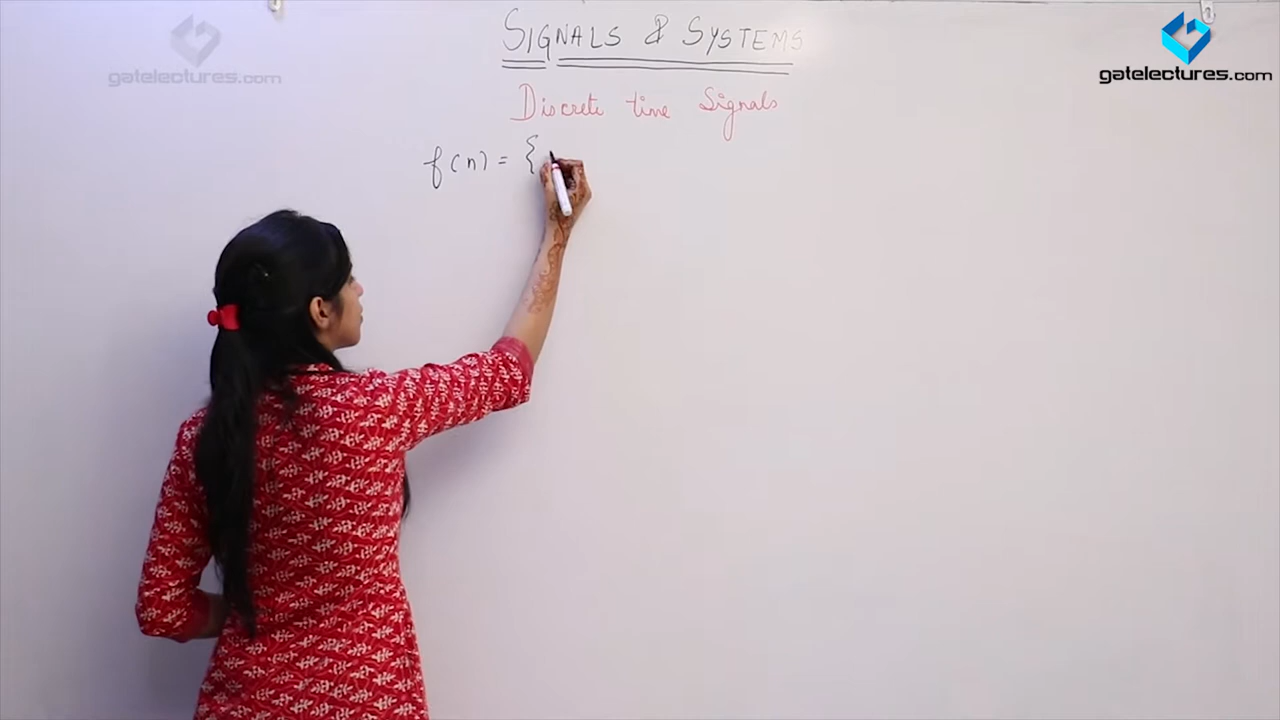 SIGNALS & SYSTEMS
gatelectures.com
gatelectures.com
Discrete time Signals
f(n) = {